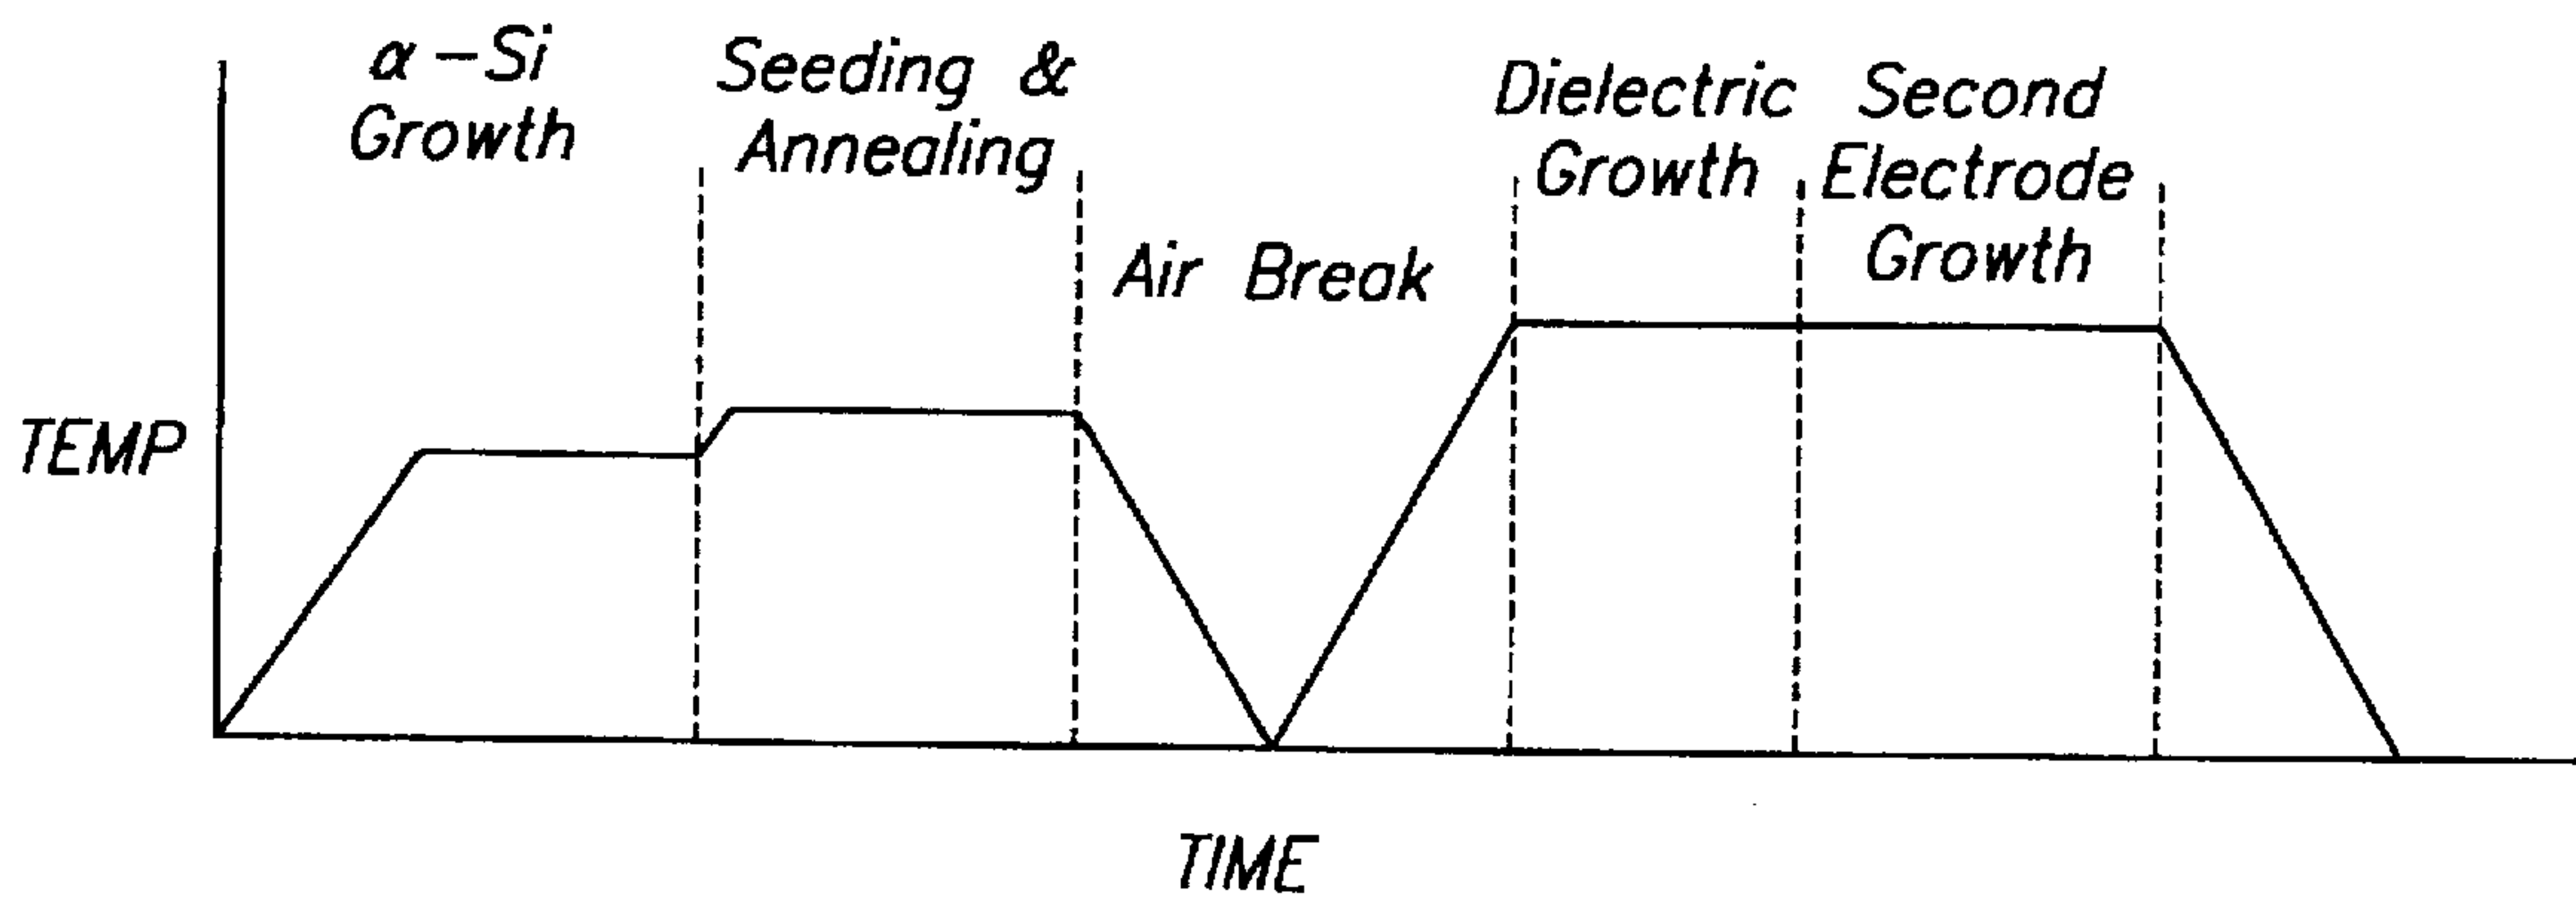 α-Si
Growth
Seeding &
Annealing
Air Break
Dielectric
Growth
Second
Electrode
Growth
TEMP
TIME